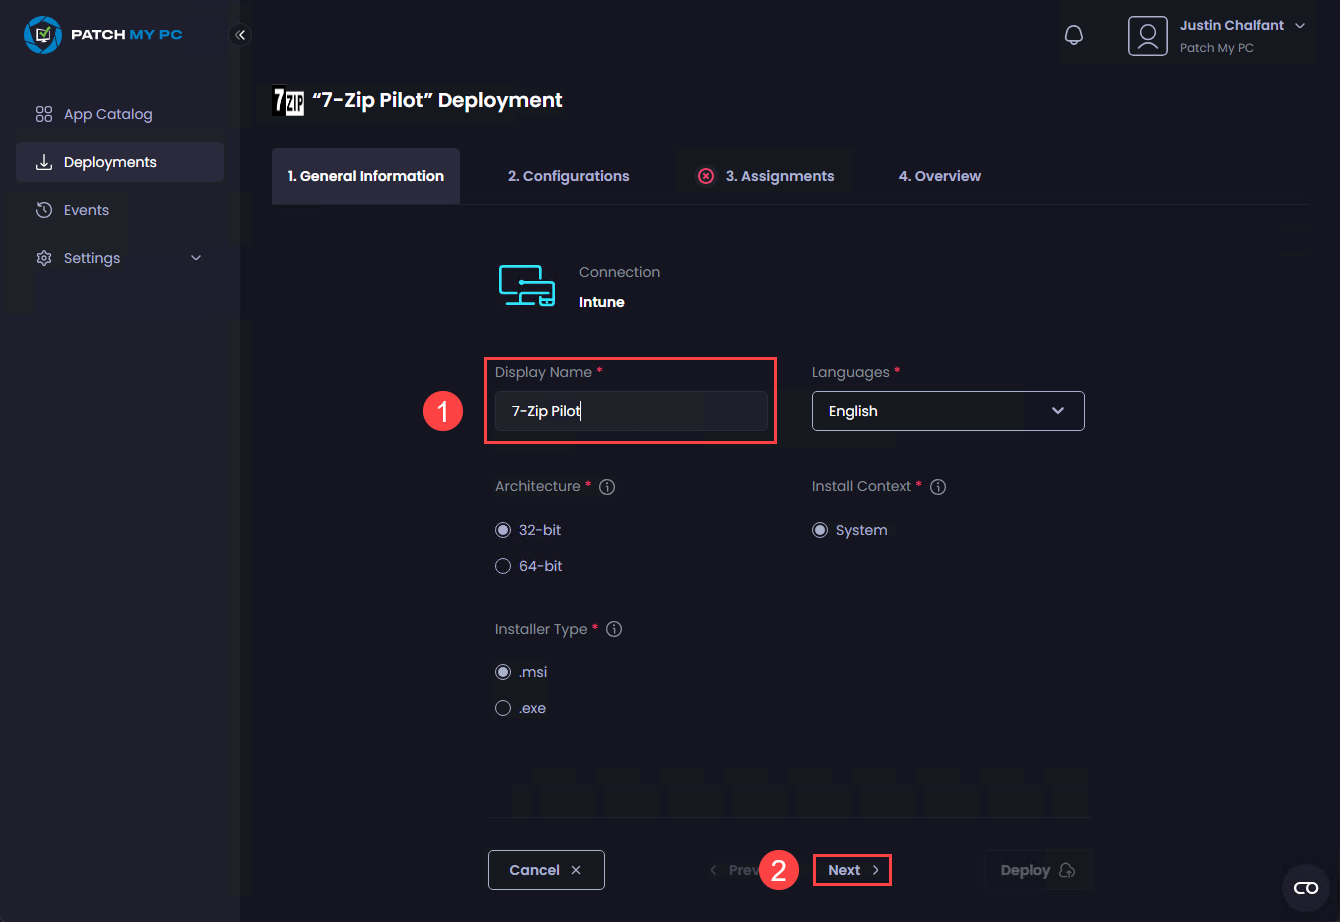 PATCH MY PC
Justin Chalfant
Patch My PC
App Catalog
Deployments
Events
Settings
7ZIP “7-Zip Pilot” Deployment
1. General Information
2. Configurations
3. Assignments
4. Overview
Connection
Intune
Display Name *
Languages *
1
7-Zip Pilot
English
Architecture *
Install Context *
32-bit
System
64-bit
Installer Type *
.msi
.exe
Cancel
Prev
2
Next
Deploy